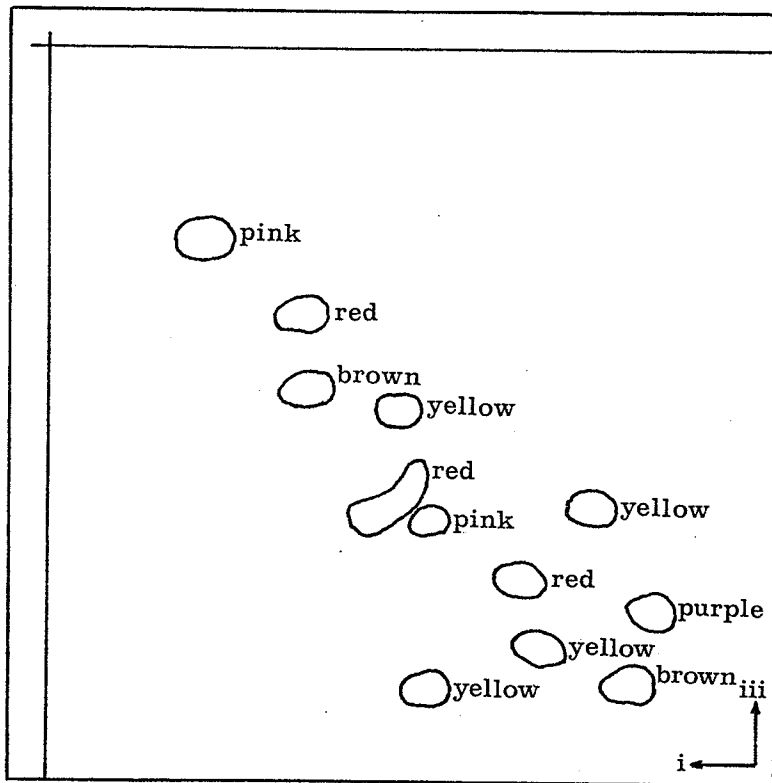 pink
red
brown
yellow
red
pink
yellow
red
purple
yellow
yellow
brown
iii
i